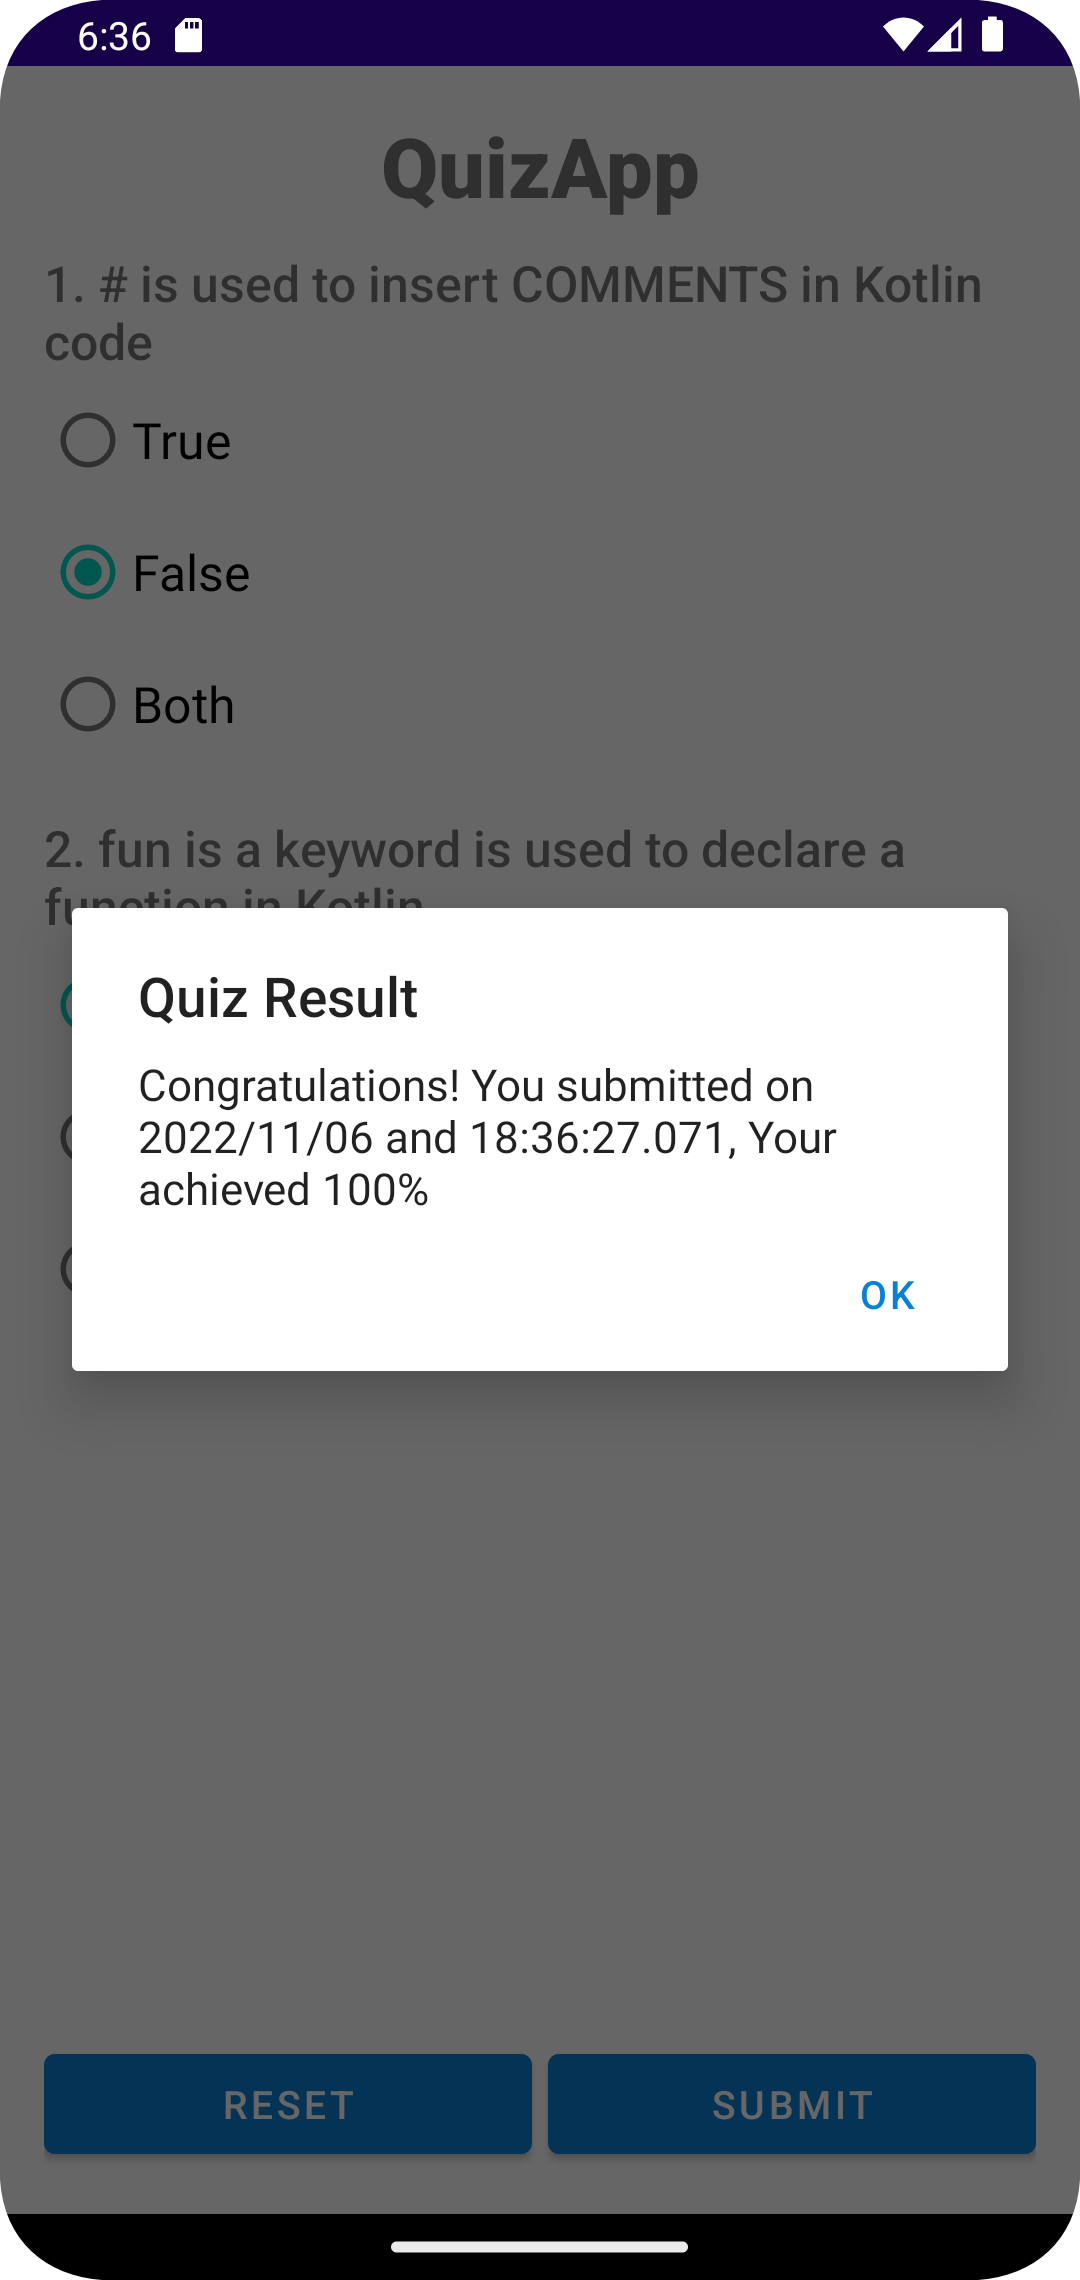 6:36
QuizApp
1. # is used to insert COMMENTS in Kotlin
code
True
False
Both
2. fun is a keyword is used to declare a
function in Kotlin
Quiz Result
Congratulations! You submitted on
2022/11/06 and 18:36:27.071, Your
achieved 100%
OK
RESET
SUBMIT